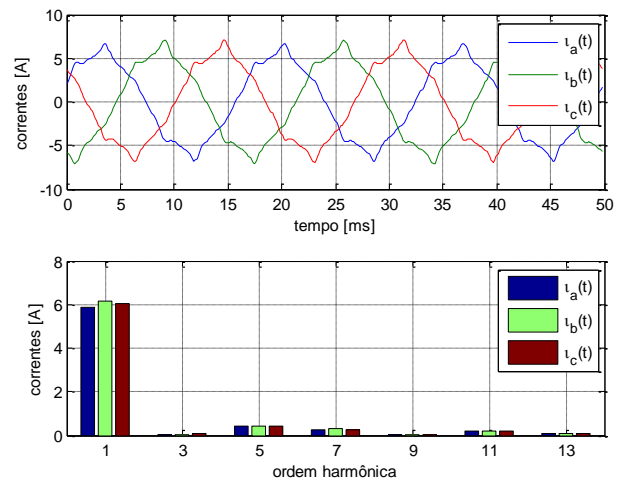 correntes [A]
10
5
0
-5
-10
0 5 10 15 20 25 30 35 40 45 50
tempo [ms]
ιa(t)
ιb(t)
ιc(t)
correntes [A]
8
6
4
2
0
1 3 5 7 9 11 13
ordem harmônica
ιa(t)
ιb(t)
ιc(t)